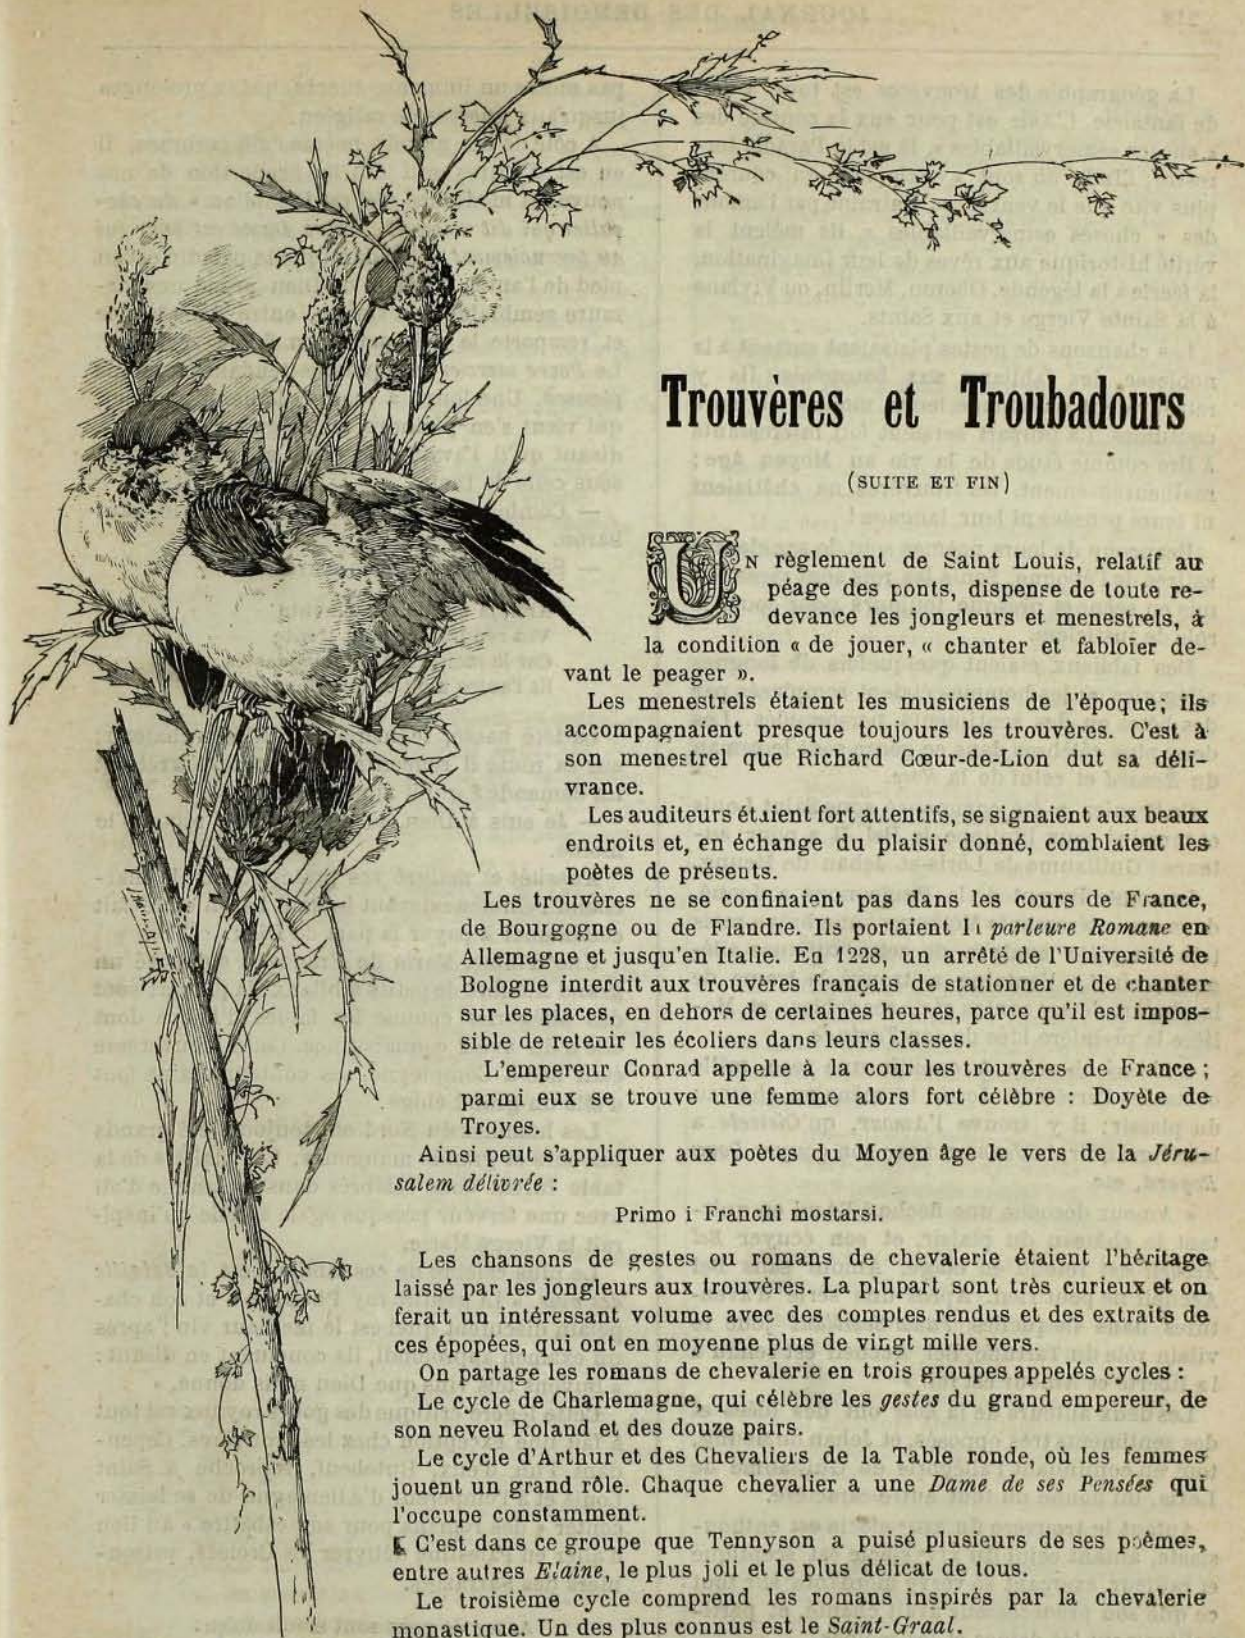 Trouvères et Troubadours
(SUITE ET FIN)
UN règlement de Saint Louis, relatif au
péage des ponts, dispense de toute re-
devance les jongleurs et menestrels, à
la condition « de jouer, « chanter et fabloïer de-
vant le peager ».
Les menestrels étaient les musiciens de l'époque; ils
accompagnaient presque toujours les trouvères. C'est à
son menestrel que Richard Cœur-de-Lion dut sa déli-
vrance.
Les auditeurs étaient fort attentifs, se signaient aux beaux
endroits et, en échange du plaisir donné, comblaient les
poètes de présents.
Les trouvères ne se confinaient pas dans les cours de France,
de Bourgogne ou de Flandre. Ils portaient la parleure Romane en
Allemagne et jusqu'en Italie. En 1228, un arrêté de l'Université de
Bologne interdit aux trouvères français de stationner et de chanter
sur les places, en dehors de certaines heures, parce qu'il est impos-
sible de retenir les écoliers dans leurs classes.
L'empereur Conrad appelle à la cour les trouvères de France ;
parmi eux se trouve une femme alors fort célèbre : Doyète de
Troyes.
Ainsi peut s'appliquer aux poètes du Moyen âge le vers de la Jéru-
salem délivrée :
Primo i Franchi mostarsi.
Les chansons de gestes ou romans de chevalerie étaient l'héritage
laissé par les jongleurs aux trouvères. La plupart sont très curieux et on
ferait un intéressant volume avec des comptes rendus et des extraits de
ces épopées, qui ont en moyenne plus de vingt mille vers.
On partage les romans de chevalerie en trois groupes appelés cycles :
Le cycle de Charlemagne, qui célèbre les gestes du grand empereur, de
son neveu Roland et des douze pairs.
Le cycle d'Arthur et des Chevaliers de la Table ronde, où les femmes
jouent un grand rôle. Chaque chevalier a une Dame de ses Pensées qui
l'occupe constamment.
C'est dans ce groupe que Tennyson a puisé plusieurs de ses poèmes,
entre autres Elaine, le plus joli et le plus délicat de tous.
Le troisième cycle comprend les romans inspirés par la chevalerie
monastique. Un des plus connus est le Saint-Graal.